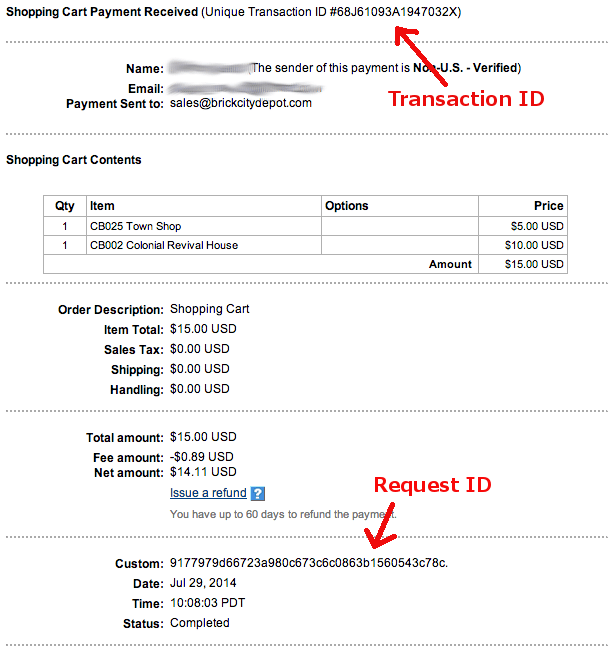 Shopping Cart Payment Received (Unique Transaction ID #68J61093A1947032X)
Name: (The sender of this payment is Non-U.S. - Verified)
Email:
Transaction ID
Payment Sent to: sales@brickcitydepot.com
Shopping Cart Contents
Qty Item Options Price
1 CB025 Town Shop $5.00 USD
1 CB002 Colonial Revival House $10.00 USD
Amount $15.00 USD
Order Description: Shopping Cart
Item Total: $15.00 USD
Sales Tax: $0.00 USD
Shipping: $0.00 USD
Handling: $0.00 USD
Total amount: $15.00 USD
Fee amount: -$0.89 USD
Net amount: $14.11 USD
Request ID
Issue a refund ?
You have up to 60 days to refund the payment.
Custom: 9177979d66723a980c673c6c0863b1560543c78c.
Date: Jul 29, 2014
Time: 10:08:03 PDT
Status: Completed